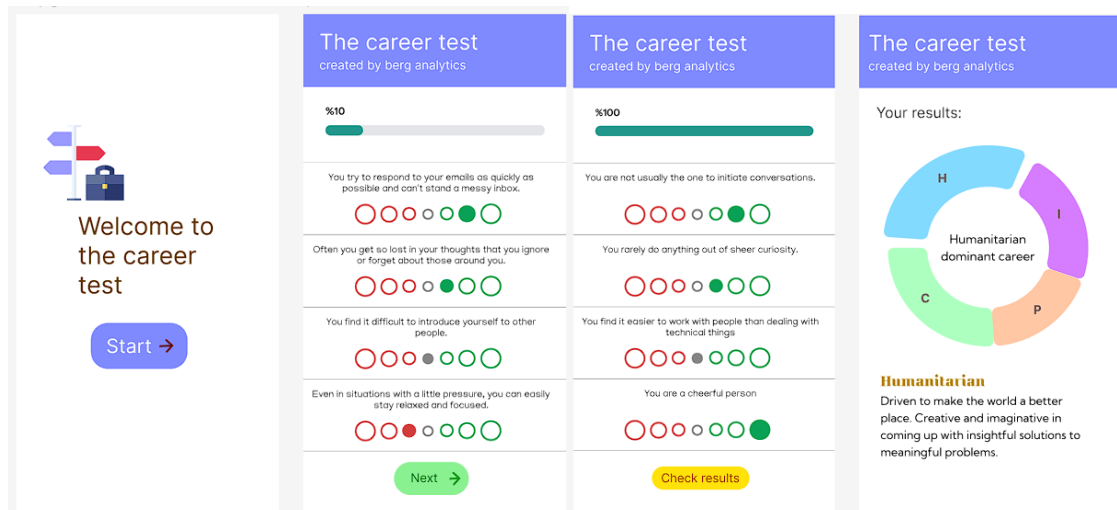 Welcome to
the career
test
Start →
The career test
created by berg analytics
%10
You try to respond to your emails as quickly as
possible and can't stand a messy inbox.
Often you get so lost in your thoughts that you ignore
or forget about those around you.
You find it difficult to introduce yourself to other
people.
Even in situations with a little pressure, you can easily
stay relaxed and focused.
Next →
The career test
created by berg analytics
%100
You are not usually the one to initiate conversations.
You rarely do anything out of sheer curiosity.
You find it easier to work with people than dealing with
technical things
You are a cheerful person
Check results
The career test
created by berg analytics
Your results:
H
I
Humanitarian
dominant career
C
P
Humanitarian
Driven to make the world a better
place. Creative and imaginative in
coming up with insightful solutions to
meaningful problems.